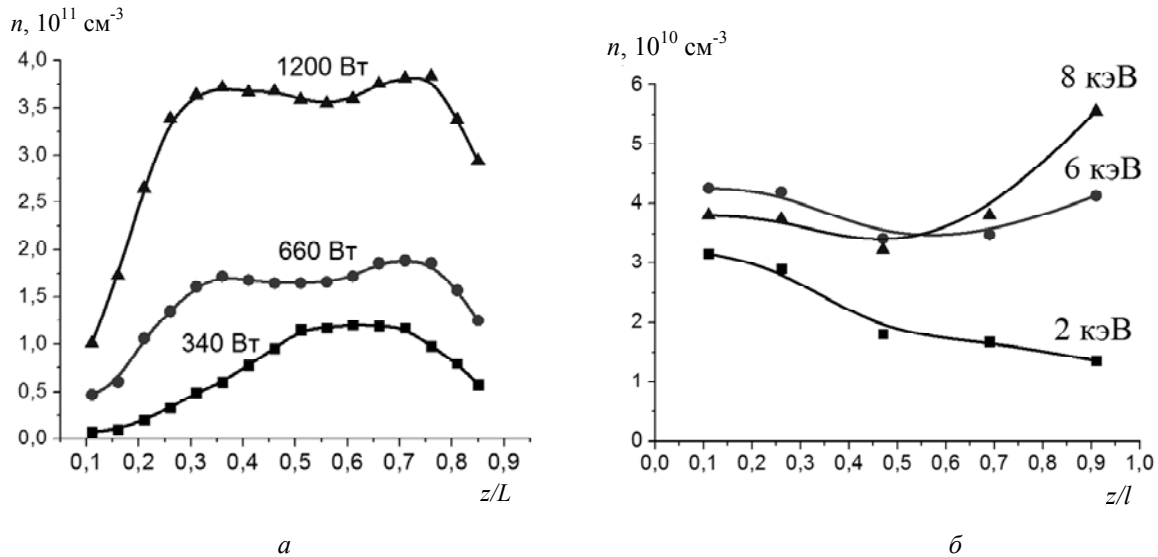 n, 10¹¹ см⁻³
4,0
3,5
3,0
2,5
2,0
1,5
1,0
0,5
0,0
1200 Вт
660 Вт
340 Вт
0,1 0,2 0,3 0,4 0,5 0,6 0,7 0,8 0,9
z/L
а
n, 10¹⁰ см⁻³
6
5
4
3
2
1
0
8 кэВ
6 кэВ
2 кэВ
0,0 0,1 0,2 0,3 0,4 0,5 0,6 0,7 0,8 0,9 1,0
z/l
б